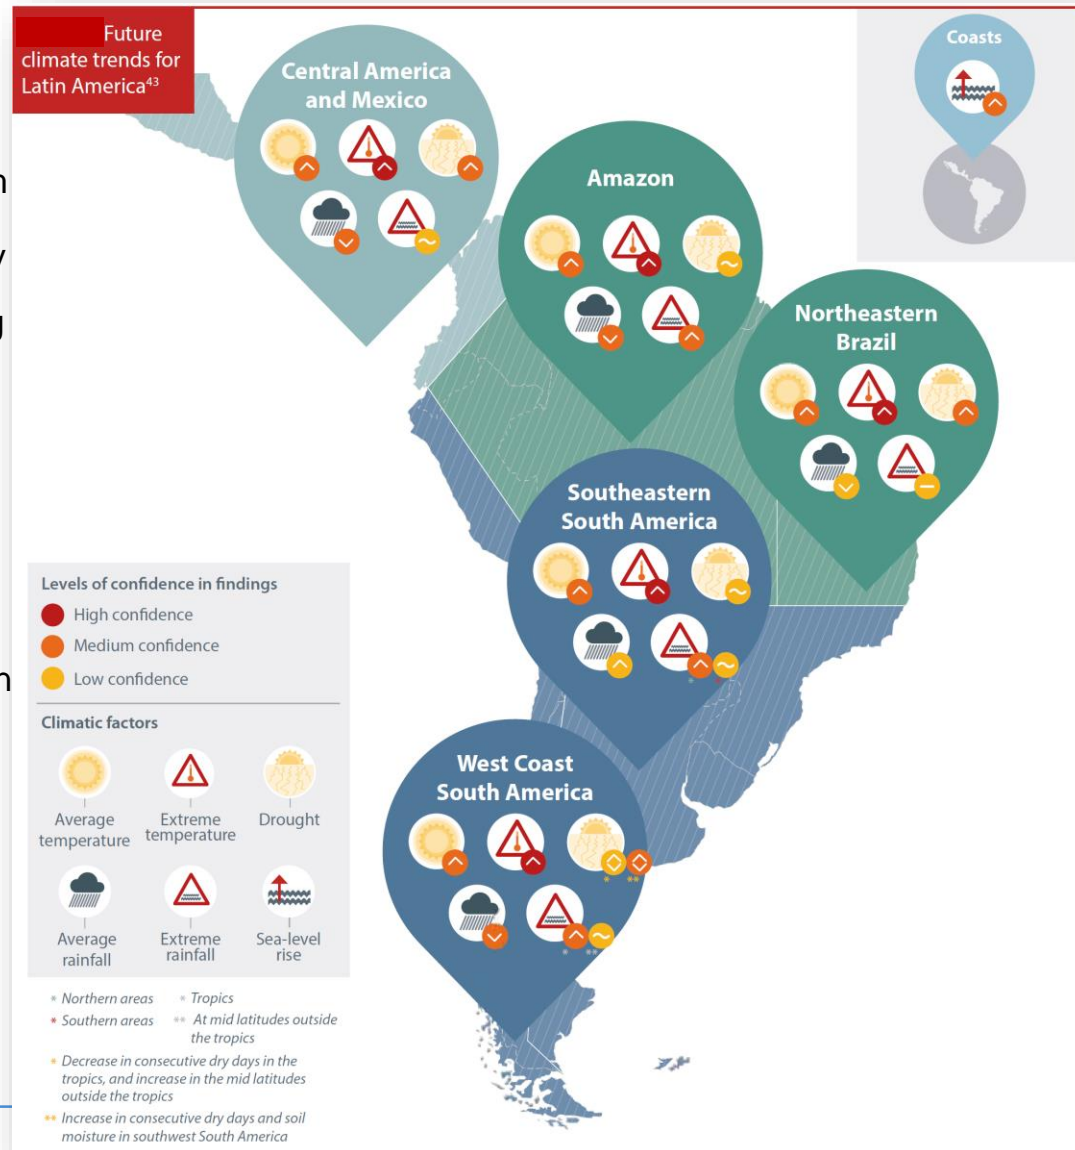 Future
climate trends for
Latin America43
Coasts
Central America
and Mexico
Amazon
Northeastern
Brazil
Southeastern
South America
West Coast
South America
Levels of confidence in findings
High confidence
Medium confidence
Low confidence
Climatic factors
Average
temperature
Extreme
temperature
Drought
Average
rainfall
Extreme
rainfall
Sea-level
rise
* Northern areas
* Tropics
* Southern areas
** At mid latitudes outside
the tropics
* Decrease in consecutive dry days in the
tropics, and increase in the mid latitudes
outside the tropics
** Increase in consecutive dry days and soil
moisture in southwest South America